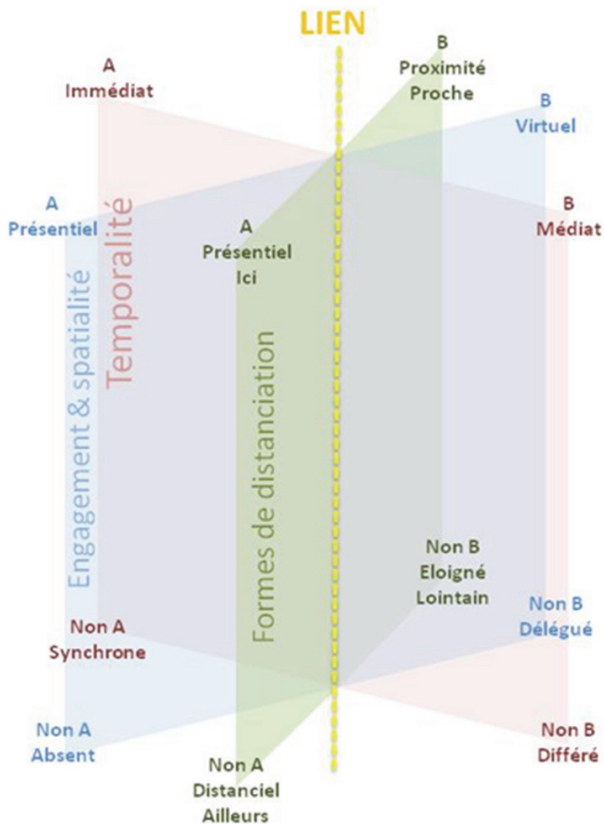 LIEN
A
Immédiat
B
Proximité
Proche
B
Virtuel
A
Présentiel
A
Présentiel
Ici
B
Médiat
Engagement & spatialité
Temporalité
Formes de distanciation
Non B
Eloigné
Lointain
Non A
Synchrone
Non B
Délégué
Non A
Absent
Non A
Distanciel
Ailleurs
Non B
Différé